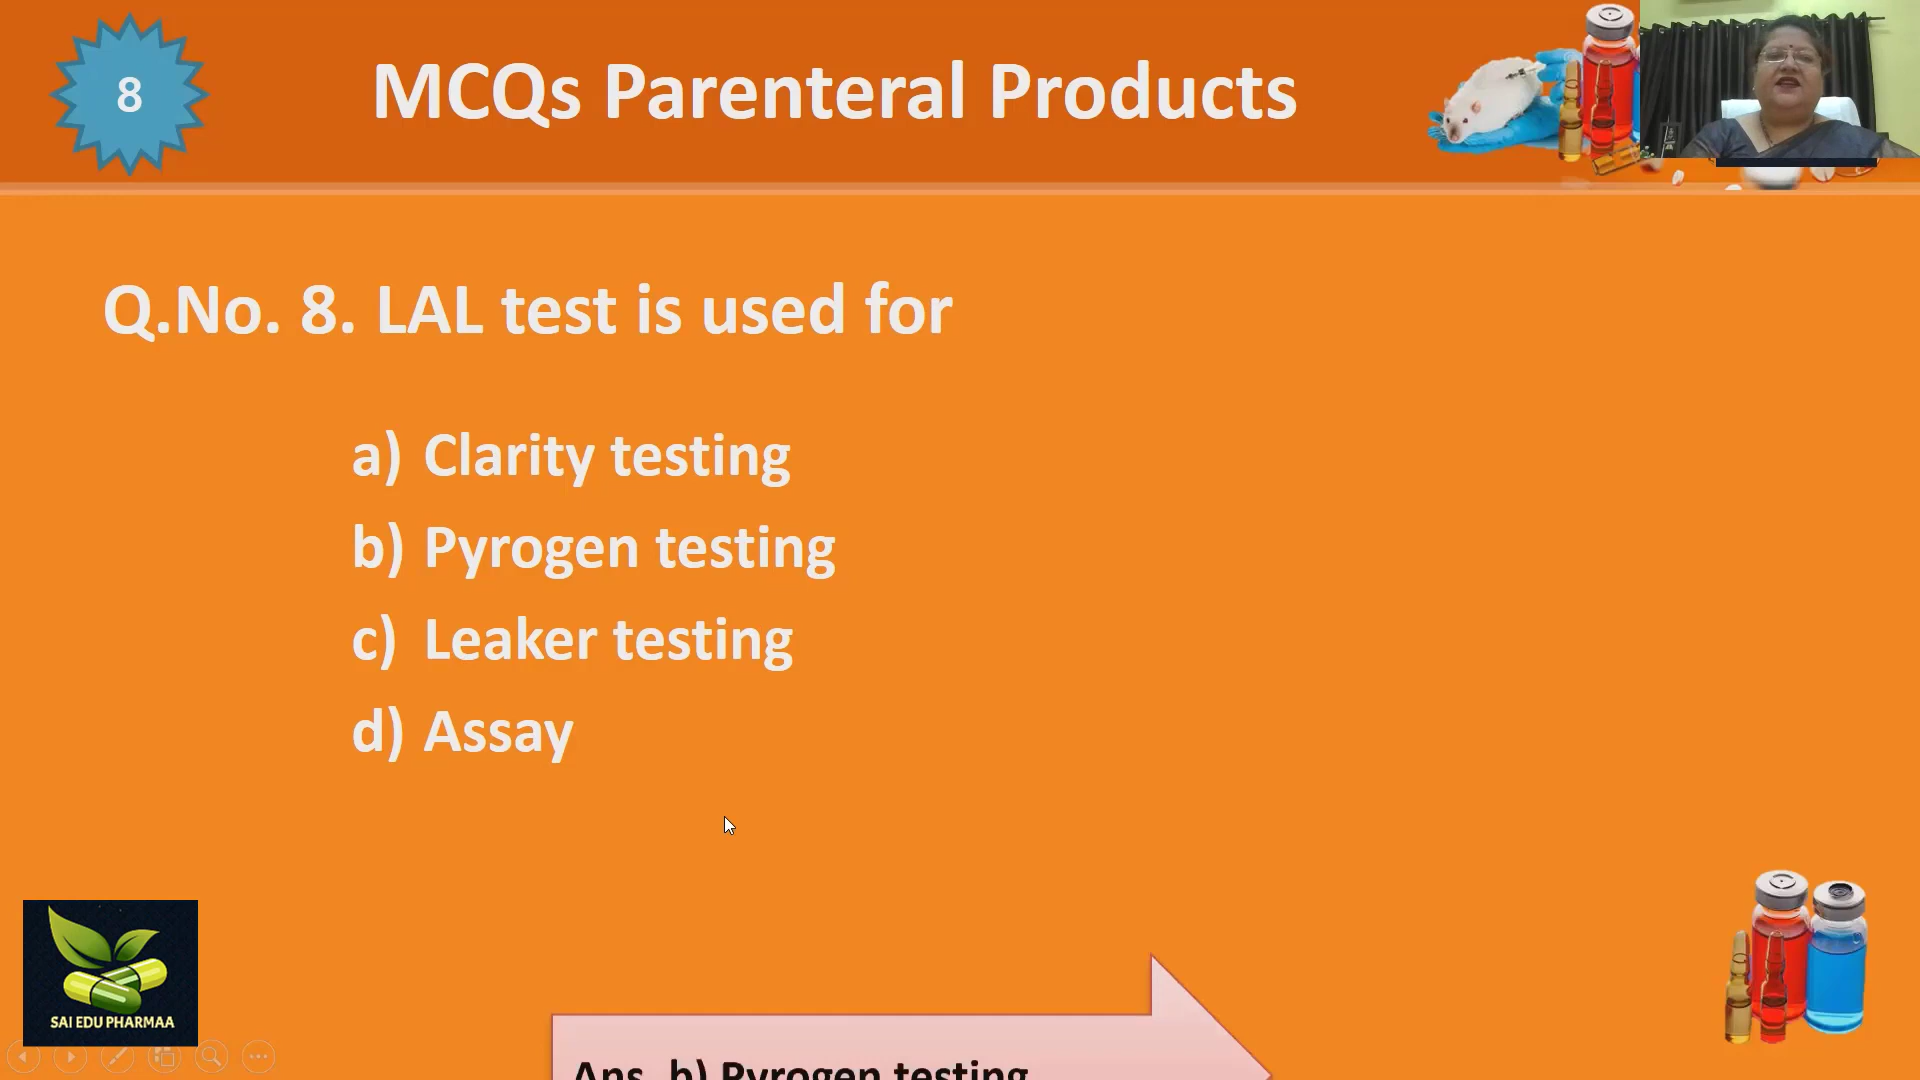 8
MCQs Parenteral Products
Q.No. 8. LAL test is used for
a) Clarity testing
b) Pyrogen testing
c) Leaker testing
d) Assay
SAI EDU PHARMAA
Ans. b) Pyrogen testing